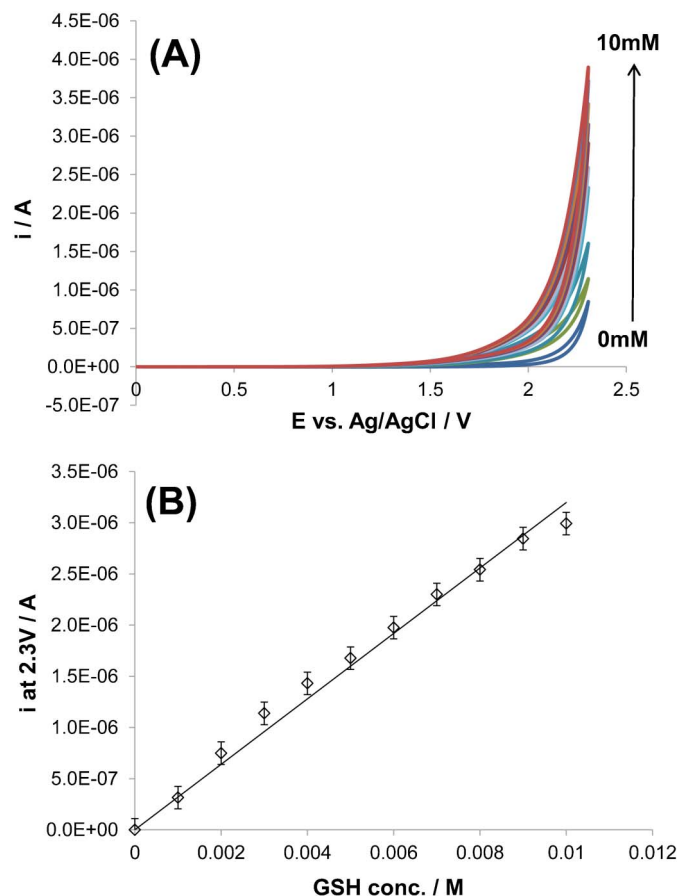 (A)
i / A
4.5E-06
4.0E-06
3.5E-06
3.0E-06
2.5E-06
2.0E-06
1.5E-06
1.0E-06
5.0E-07
0.0E+00
-5.0E-07
10mM
0mM
0 0.5 1 1.5 2 2.5
E vs. Ag/AgCl / V
(B)
i at 2.3V / A
3.5E-06
3.0E-06
2.5E-06
2.0E-06
1.5E-06
1.0E-06
5.0E-07
0.0E+00
0 0.002 0.004 0.006 0.008 0.01 0.012
GSH conc. / M